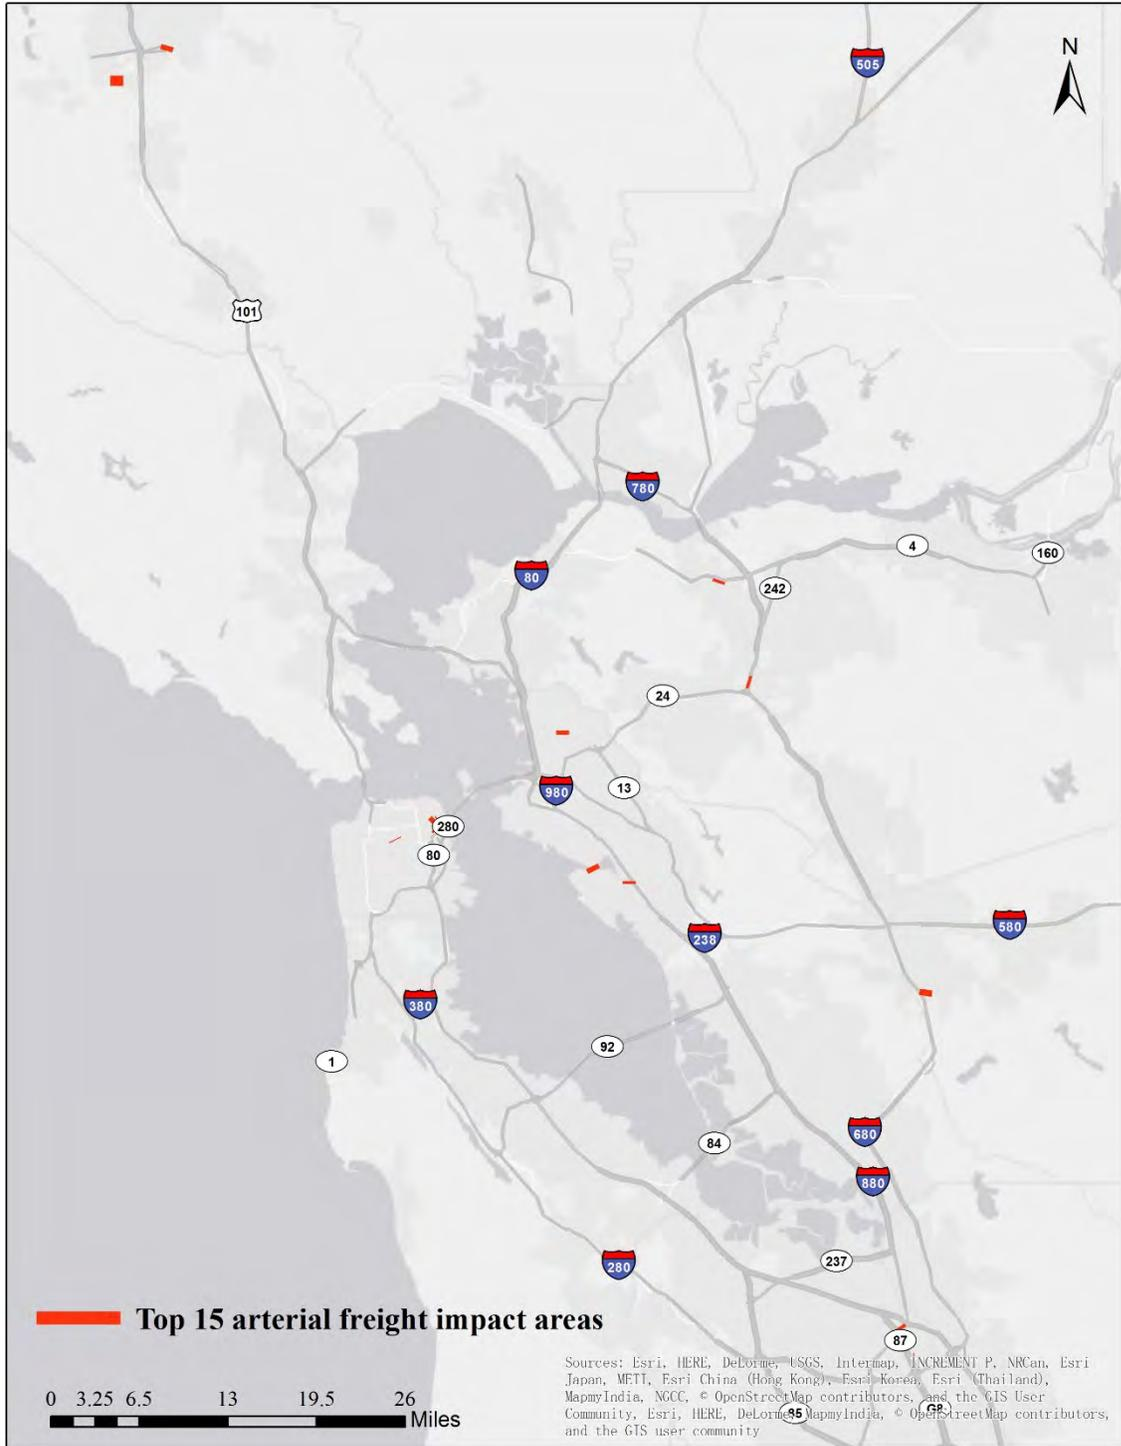 N
505
101
780
4
160
80
242
24
13
980
280
80
580
238
380
92
1
84
680
880
280
237
Top 15 arterial freight impact areas
87
Sources: Esri, HERE, DeLorme, USGS, Intermap, INCREMENT P, NRCan, Esri
Japan, METI, Esri China (Hong Kong), Esri Korea, Esri (Thailand),
MapmyIndia, NGCC, © OpenStreetMap contributors, and the GIS User
Community, Esri, HERE, DeLorme, MapmyIndia, © OpenStreetMap contributors,
and the GIS user community
0 3.25 6.5 13 19.5 26
Miles
85
G8